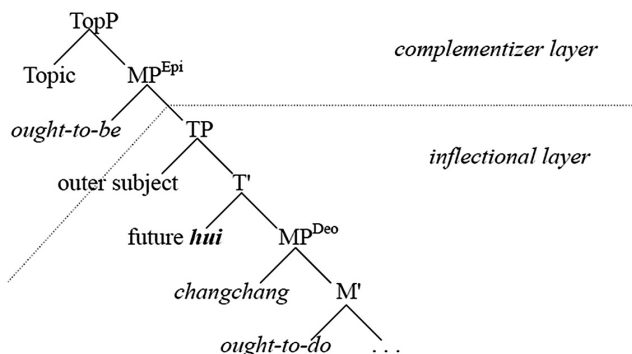 TopP
complementizer layer
Topic MP^Epi
ought-to-be TP
inflectional layer
outer subject T'
future hui MP^Deo
changchang M'
ought-to-do ...